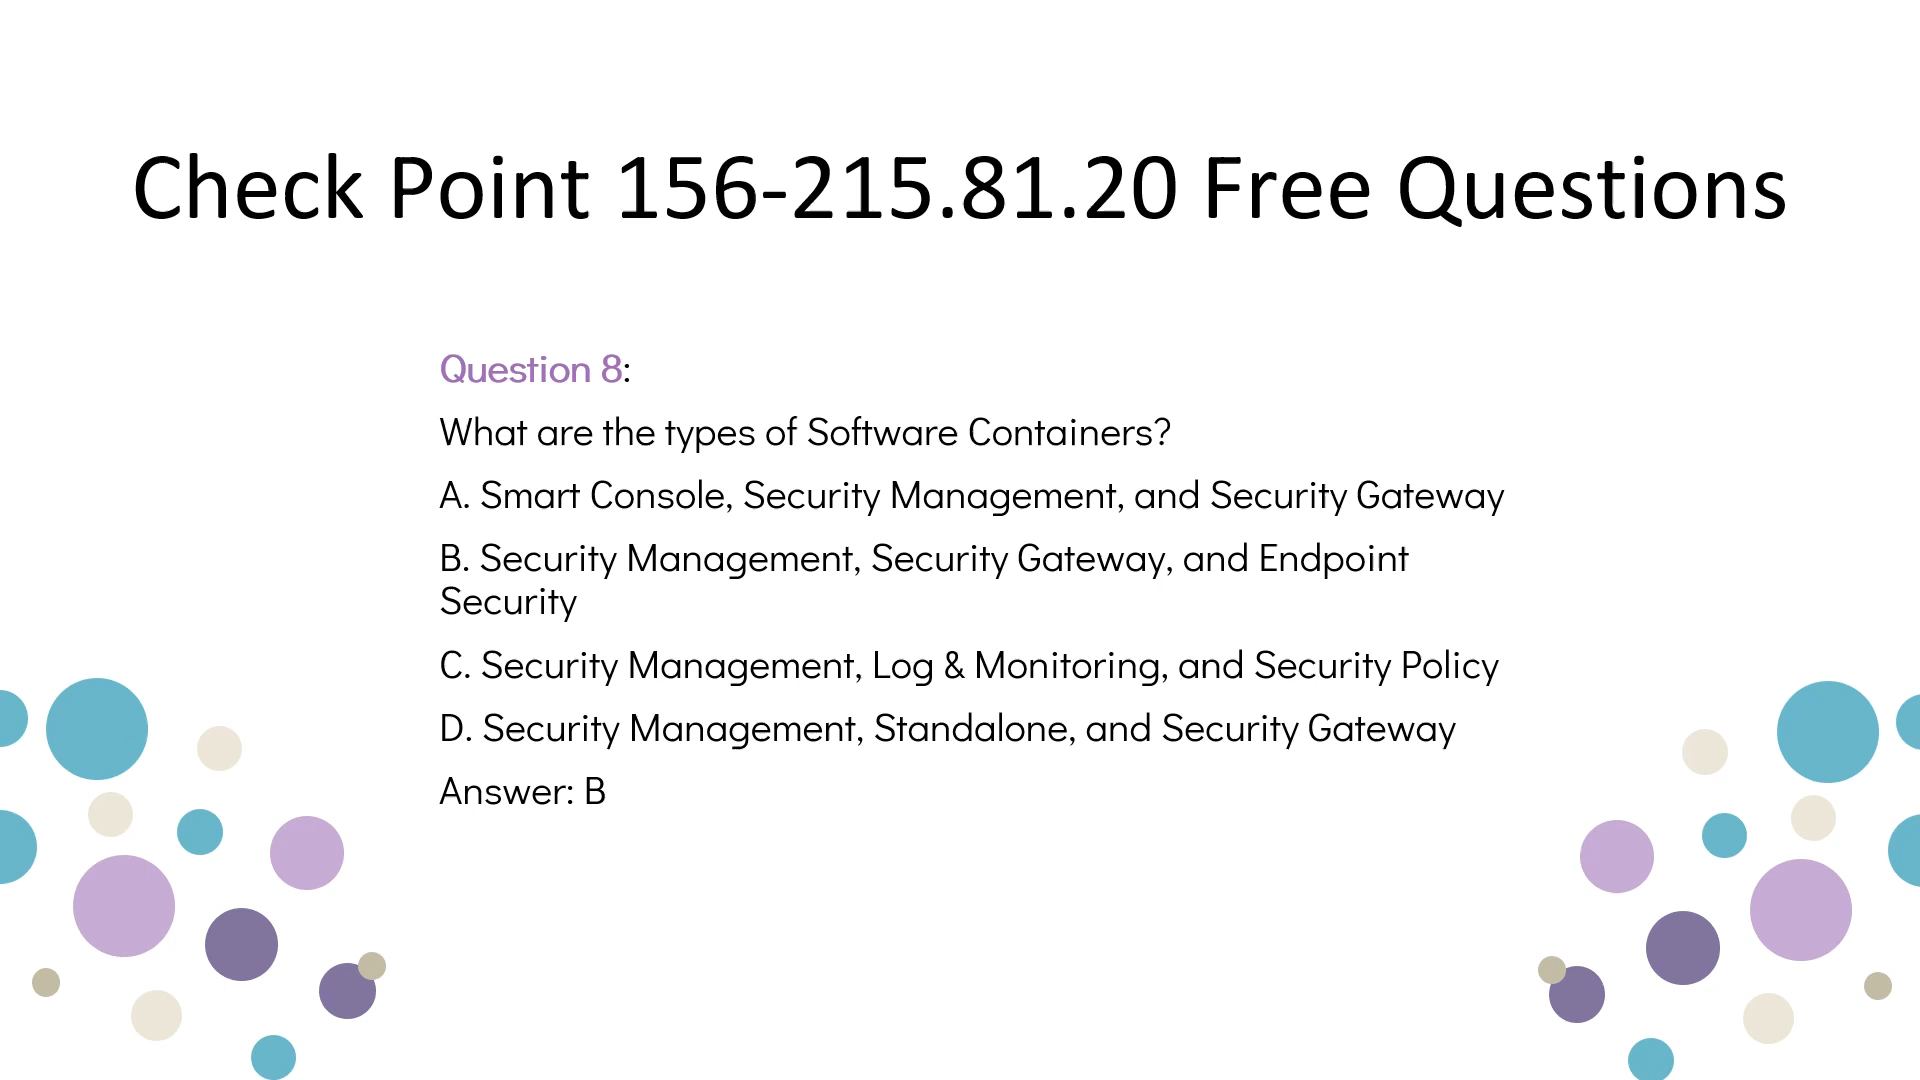 Check Point 156-215.81.20 Free Questions
Question 8:
What are the types of Software Containers?
A. Smart Console, Security Management, and Security Gateway
B. Security Management, Security Gateway, and Endpoint
Security
C. Security Management, Log & Monitoring, and Security Policy
D. Security Management, Standalone, and Security Gateway
Answer: B